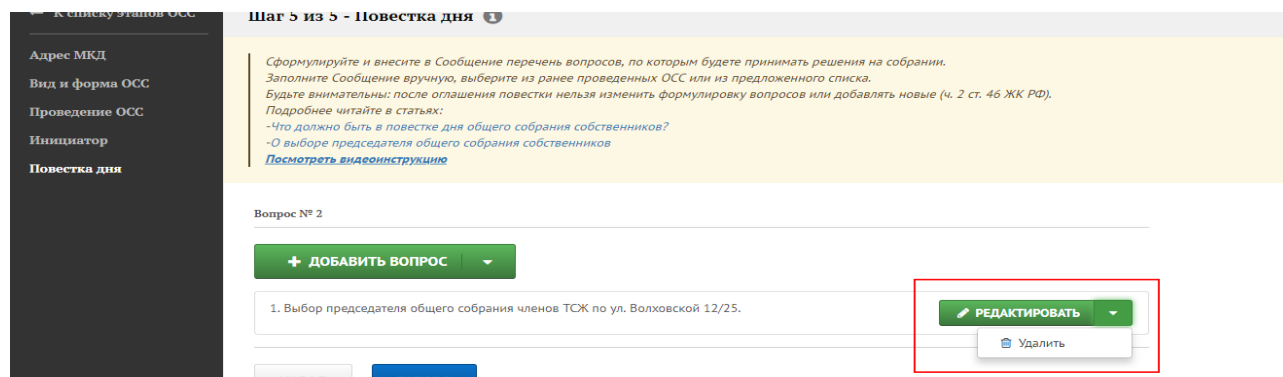 ← К списку этапов ОСС
Шаг 5 из 5 - Повестка дня
Адрес МКД
Вид и форма ОСС
Проведение ОСС
Инициатор
Повестка дня
Сформулируйте и внесите в Сообщение перечень вопросов, по которым будете принимать решения на собрании.
Заполните Сообщение вручную, выберите из ранее проведенных ОСС или из предложенного списка.
Будьте внимательны: после оглашения повестки нельзя изменить формулировку вопросов или добавлять новые (ч. 2 ст. 46 ЖК РФ).
Подробнее читайте в статьях:
-Что должно быть в повестке дня общего собрания собственников?
-О выборе председателя общего собрания собственников
Посмотреть видеоинструкцию
Вопрос № 2
+ ДОБАВИТЬ ВОПРОС
1. Выбор председателя общего собрания членов ТСЖ по ул. Волховской 12/25.
РЕДАКТИРОВАТЬ
Удалить